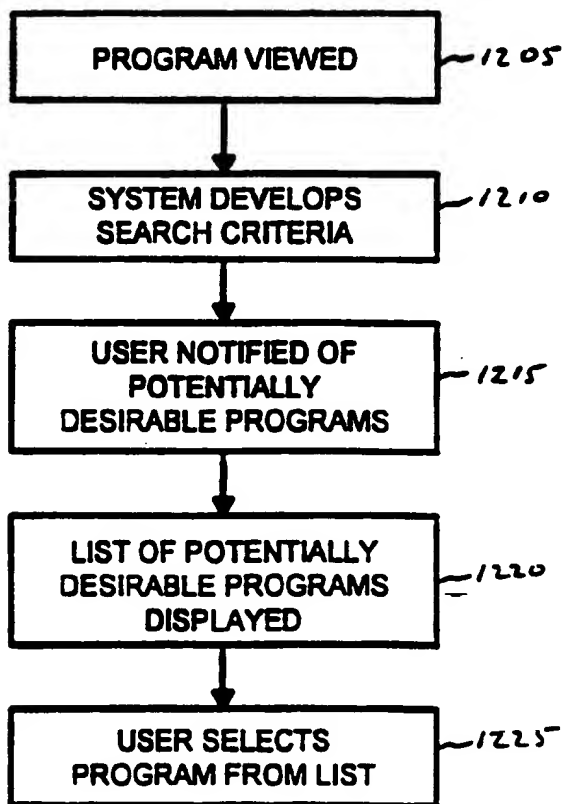 PROGRAM VIEWED
1205
SYSTEM DEVELOPS
SEARCH CRITERIA
1210
USER NOTIFIED OF
POTENTIALLY
DESIRABLE PROGRAMS
1215
LIST OF POTENTIALLY
DESIRABLE PROGRAMS
DISPLAYED
1220
USER SELECTS
PROGRAM FROM LIST
1225